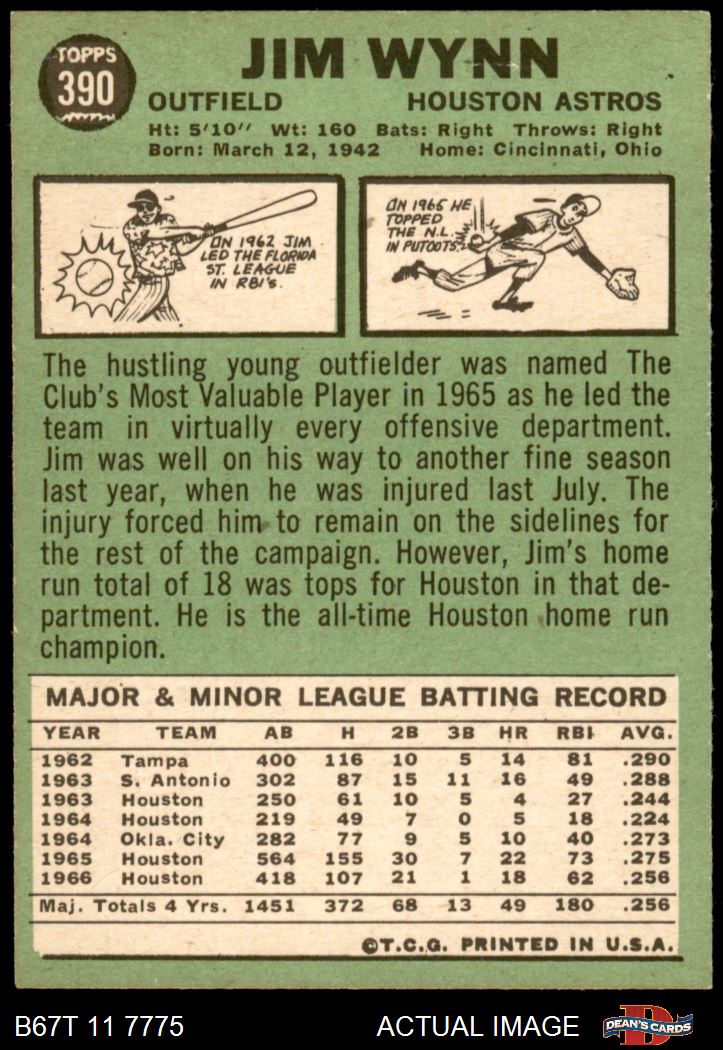 TOPPS
390
JIM WYNN
OUTFIELD HOUSTON ASTROS
Ht: 5'10" Wt: 160 Bats: Right Throws: Right
Born: March 12, 1942 Home: Cincinnati, Ohio
ON 1962 JIM
LED THE FLORIDA
ST. LEAGUE
IN RBI'S.
ON 1965 HE
TOPPED
THE N.L.
IN PUTOUTS.
The hustling young outfielder was named The
Club's Most Valuable Player in 1965 as he led the
team in virtually every offensive department.
Jim was well on his way to another fine season
last year, when he was injured last July. The
injury forced him to remain on the sidelines for
the rest of the campaign. However, Jim's home
run total of 18 was tops for Houston in that de-
partment. He is the all-time Houston home run
champion.
MAJOR & MINOR LEAGUE BATTING RECORD
YEAR TEAM AB H 2B 3B HR RBI AVG.
1962 Tampa 400 116 10 5 14 81 .290
1963 S. Antonio 302 87 15 11 16 49 .288
1963 Houston 250 61 10 5 4 27 .244
1964 Houston 219 49 7 0 5 18 .224
1964 Okla. City 282 77 9 5 10 40 .273
1965 Houston 564 155 30 7 22 73 .275
1966 Houston 418 107 21 1 18 62 .256
Maj. Totals 4 Yrs. 1451 372 68 13 49 180 .256
©T.C.G. PRINTED IN U.S.A.
B67T 11 7775 ACTUAL IMAGE
D
DEAN'S CARDS